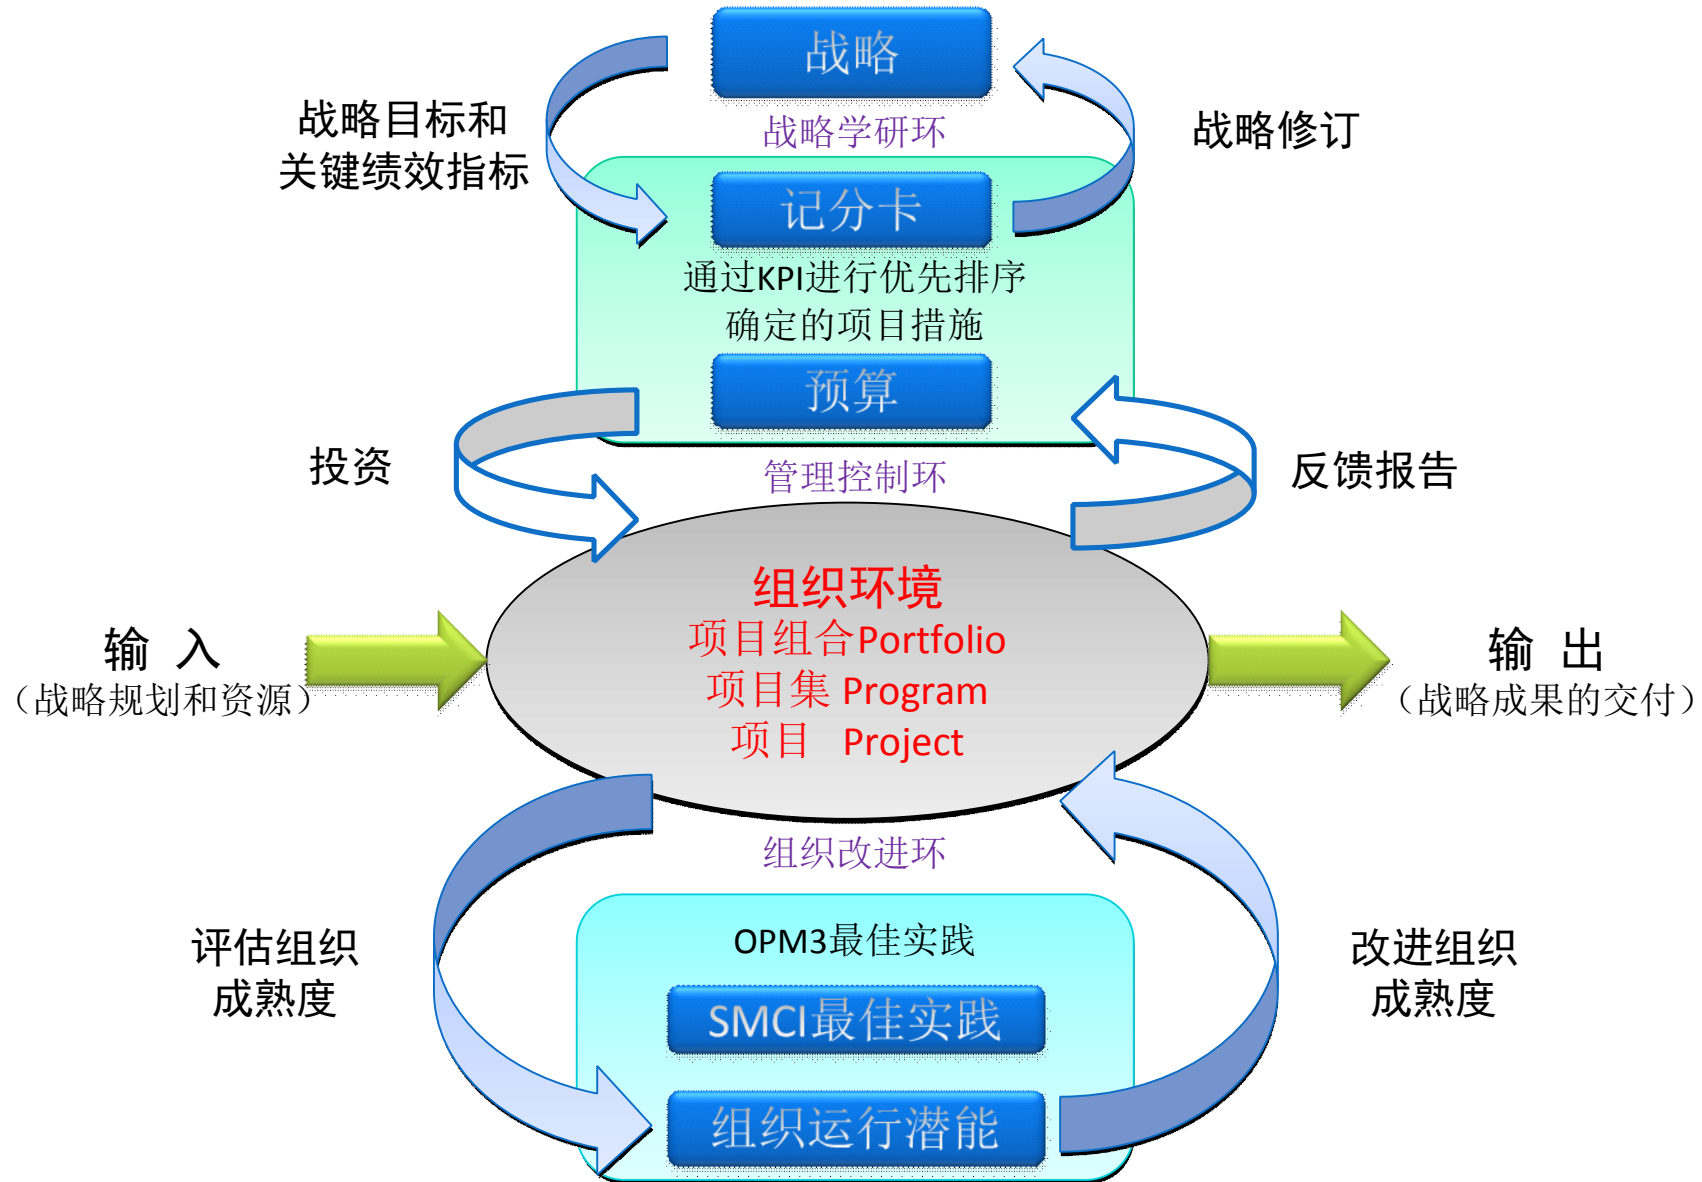 战略
战略目标和
关键绩效指标
战略学研环
战略修订
记分卡
通过KPI进行优先排序
确定的项目措施
预算
投资
管理控制环
反馈报告
组织环境
项目组合Portfolio
项目集 Program
项目 Project
输 入
（战略规划和资源）
输 出
（战略成果的交付）
组织改进环
评估组织
成熟度
OPM3最佳实践
SMCI最佳实践
组织运行潜能
改进组织
成熟度